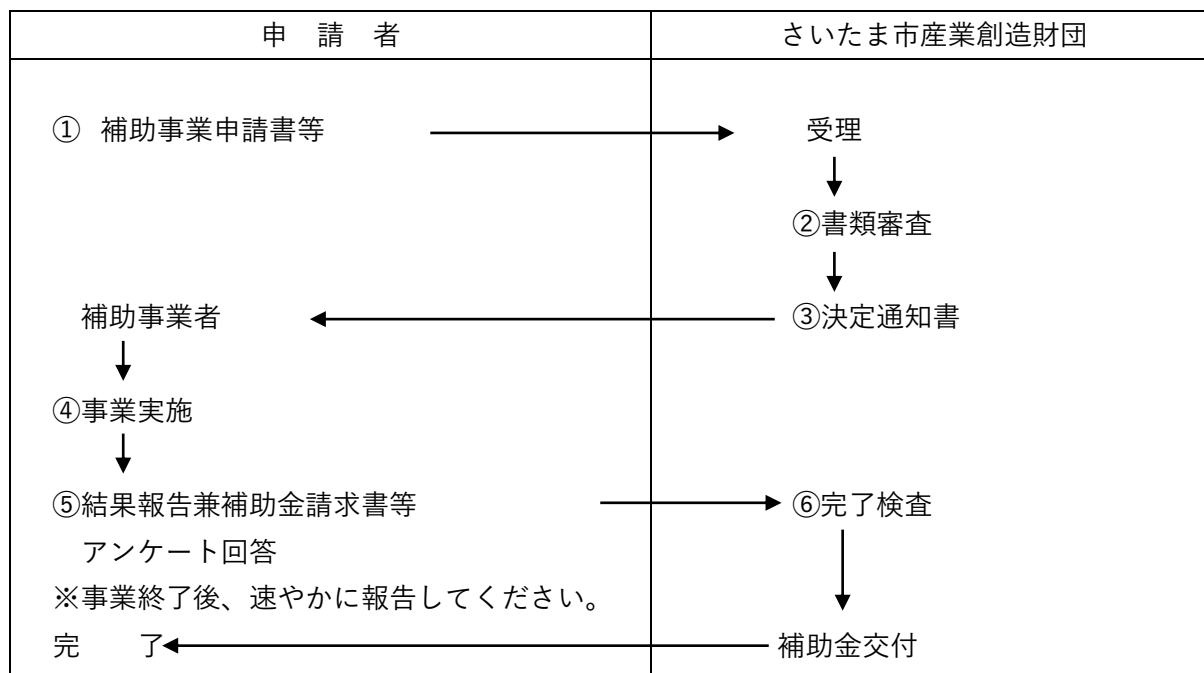 申　請　者
さいたま市産業創造財団
①　補助事業申請書等
受理
②書類審査
補助事業者
③決定通知書
④事業実施
⑤結果報告兼補助金請求書等
⑥完了検査
アンケート回答
※事業終了後、速やかに報告してください。
完　　了
補助金交付